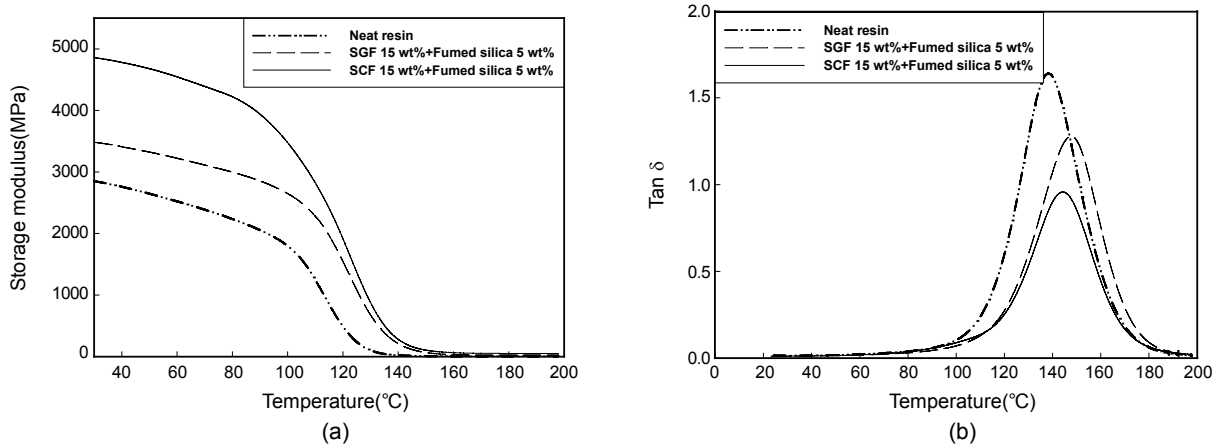 Neat resin
SGF 15 wt%+Fumed silica 5 wt%
SCF 15 wt%+Fumed silica 5 wt%
Storage modulus(MPa)
5000
4000
3000
2000
1000
0
40 60 80 100 120 140 160 180 200
Temperature(℃)
(a)
Neat resin
SGF 15 wt%+Fumed silica 5 wt%
SCF 15 wt%+Fumed silica 5 wt%
Tan δ
2.0
1.5
1.0
0.5
0.0
0 20 40 60 80 100 120 140 160 180 200
Temperature(℃)
(b)